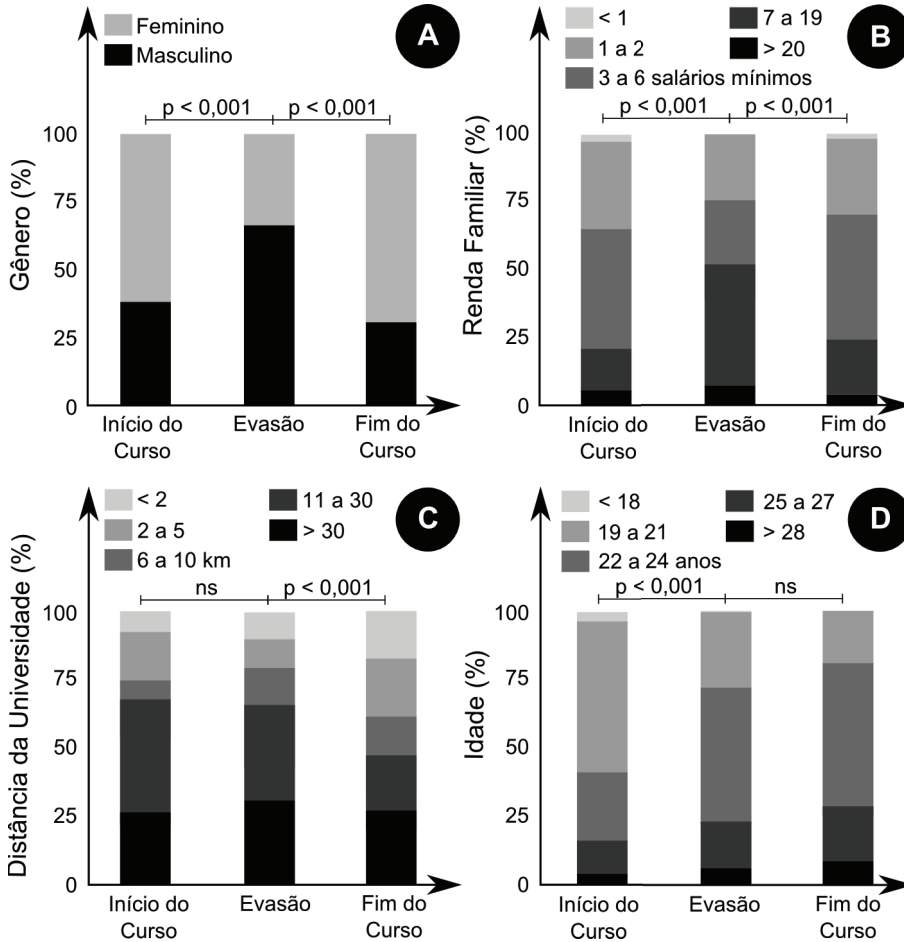 Feminino
Masculino
A
p < 0,001
p < 0,001
Gênero (%)
100
75
50
25
0
Início do
Curso
Evasão
Fim do
Curso
< 1
1 a 2
3 a 6 salários mínimos
7 a 19
> 20
B
p < 0,001
p < 0,001
Renda Familiar (%)
100
75
50
25
0
Início do
Curso
Evasão
Fim do
Curso
< 2
2 a 5
6 a 10 km
11 a 30
> 30
C
ns
p < 0,001
Distância da Universidade (%)
100
75
50
25
0
Início do
Curso
Evasão
Fim do
Curso
< 18
19 a 21
22 a 24 anos
25 a 27
> 28
D
p < 0,001
ns
Idade (%)
100
75
50
25
0
Início do
Curso
Evasão
Fim do
Curso